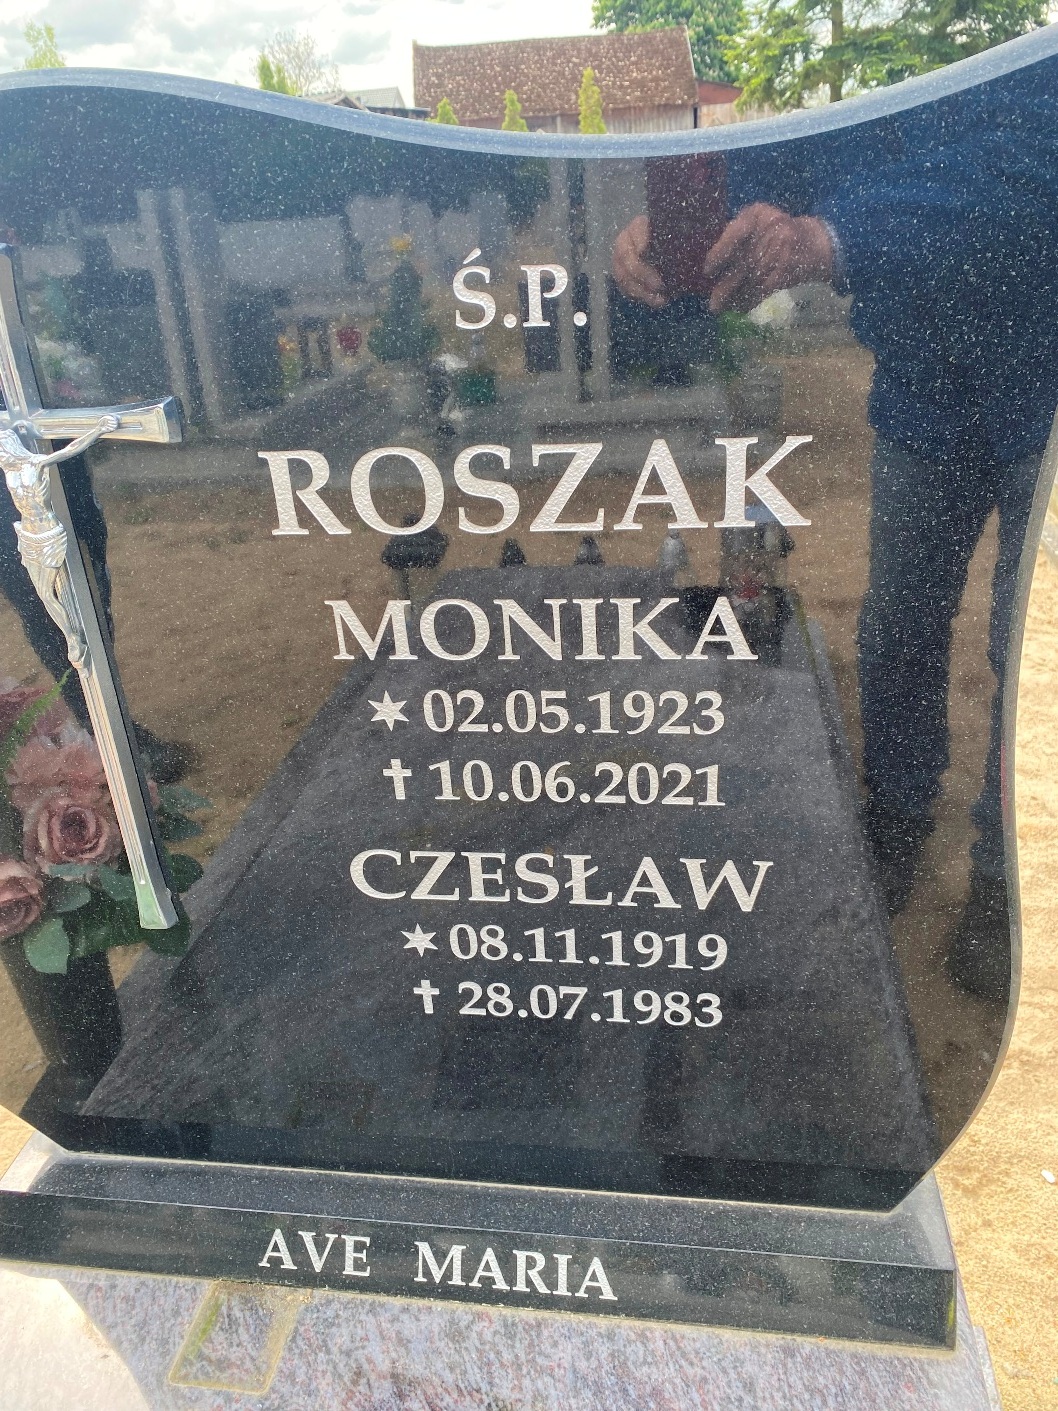 Ś.P.
ROSZAK
MONIKA
✶ 02.05.1923
✝ 10.06.2021
CZESŁAW
✶ 08.11.1919
✝ 28.07.1983
AVE MARIA